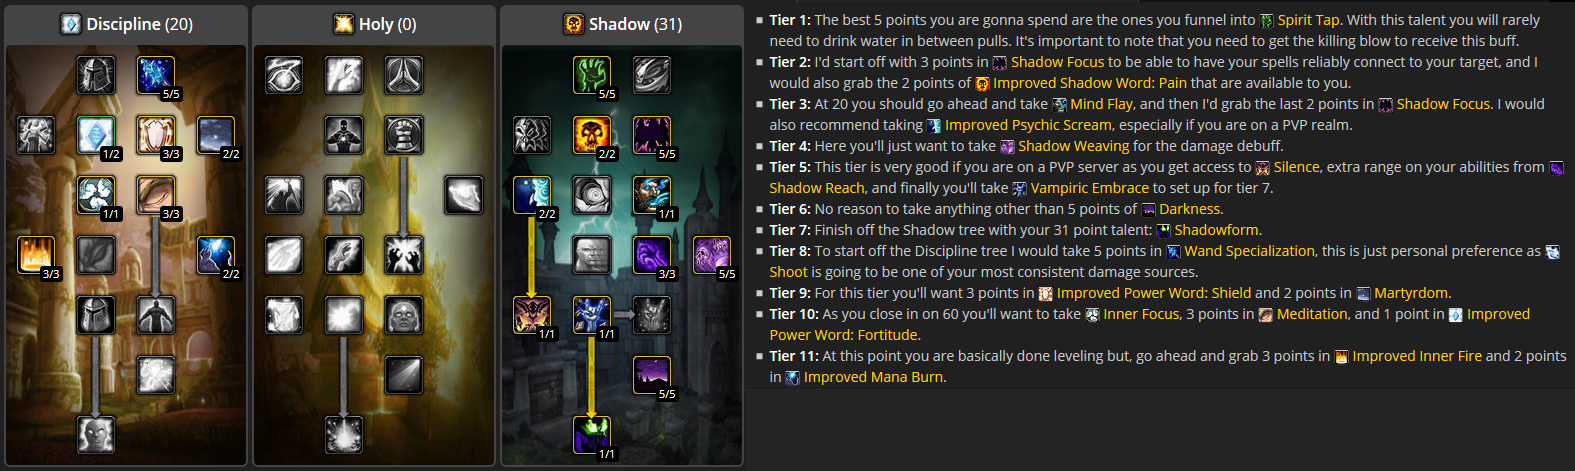 Discipline (20)
Holy (0)
Shadow (31)
5/5
5/5
1/2
3/3
2/2
2/2
5/5
1/1
3/3
2/2
1/1
3/3
2/2
3/3
5/5
1/1
1/1
5/5
1/1
Tier 1: The best 5 points you are gonna spend are the ones you funnel into Spirit Tap. With this talent you will rarely
need to drink water in between pulls. It's important to note that you need to get the killing blow to receive this buff.
Tier 2: I'd start off with 3 points in Shadow Focus to be able to have your spells reliably connect to your target, and I
would also grab the 2 points of Improved Shadow Word: Pain that are available to you.
Tier 3: At 20 you should go ahead and take Mind Flay, and then I'd grab the last 2 points in Shadow Focus. I would
also recommend taking Improved Psychic Scream, especially if you are on a PVP realm.
Tier 4: Here you'll just want to take Shadow Weaving for the damage debuff.
Tier 5: This tier is very good if you are on a PVP server as you get access to Silence, extra range on your abilities from
Shadow Reach, and finally you'll take Vampiric Embrace to set up for tier 7.
Tier 6: No reason to take anything other than 5 points of Darkness.
Tier 7: Finish off the Shadow tree with your 31 point talent: Shadowform.
Tier 8: To start off the Discipline tree I would take 5 points in Wand Specialization, this is just personal preference as
Shoot is going to be one of your most consistent damage sources.
Tier 9: For this tier you'll want 3 points in Improved Power Word: Shield and 2 points in Martyrdom.
Tier 10: As you close in on 60 you'll want to take Inner Focus, 3 points in Meditation, and 1 point in Improved
Power Word: Fortitude.
Tier 11: At this point you are basically done leveling but, go ahead and grab 3 points in Improved Inner Fire and 2 points
in Improved Mana Burn.